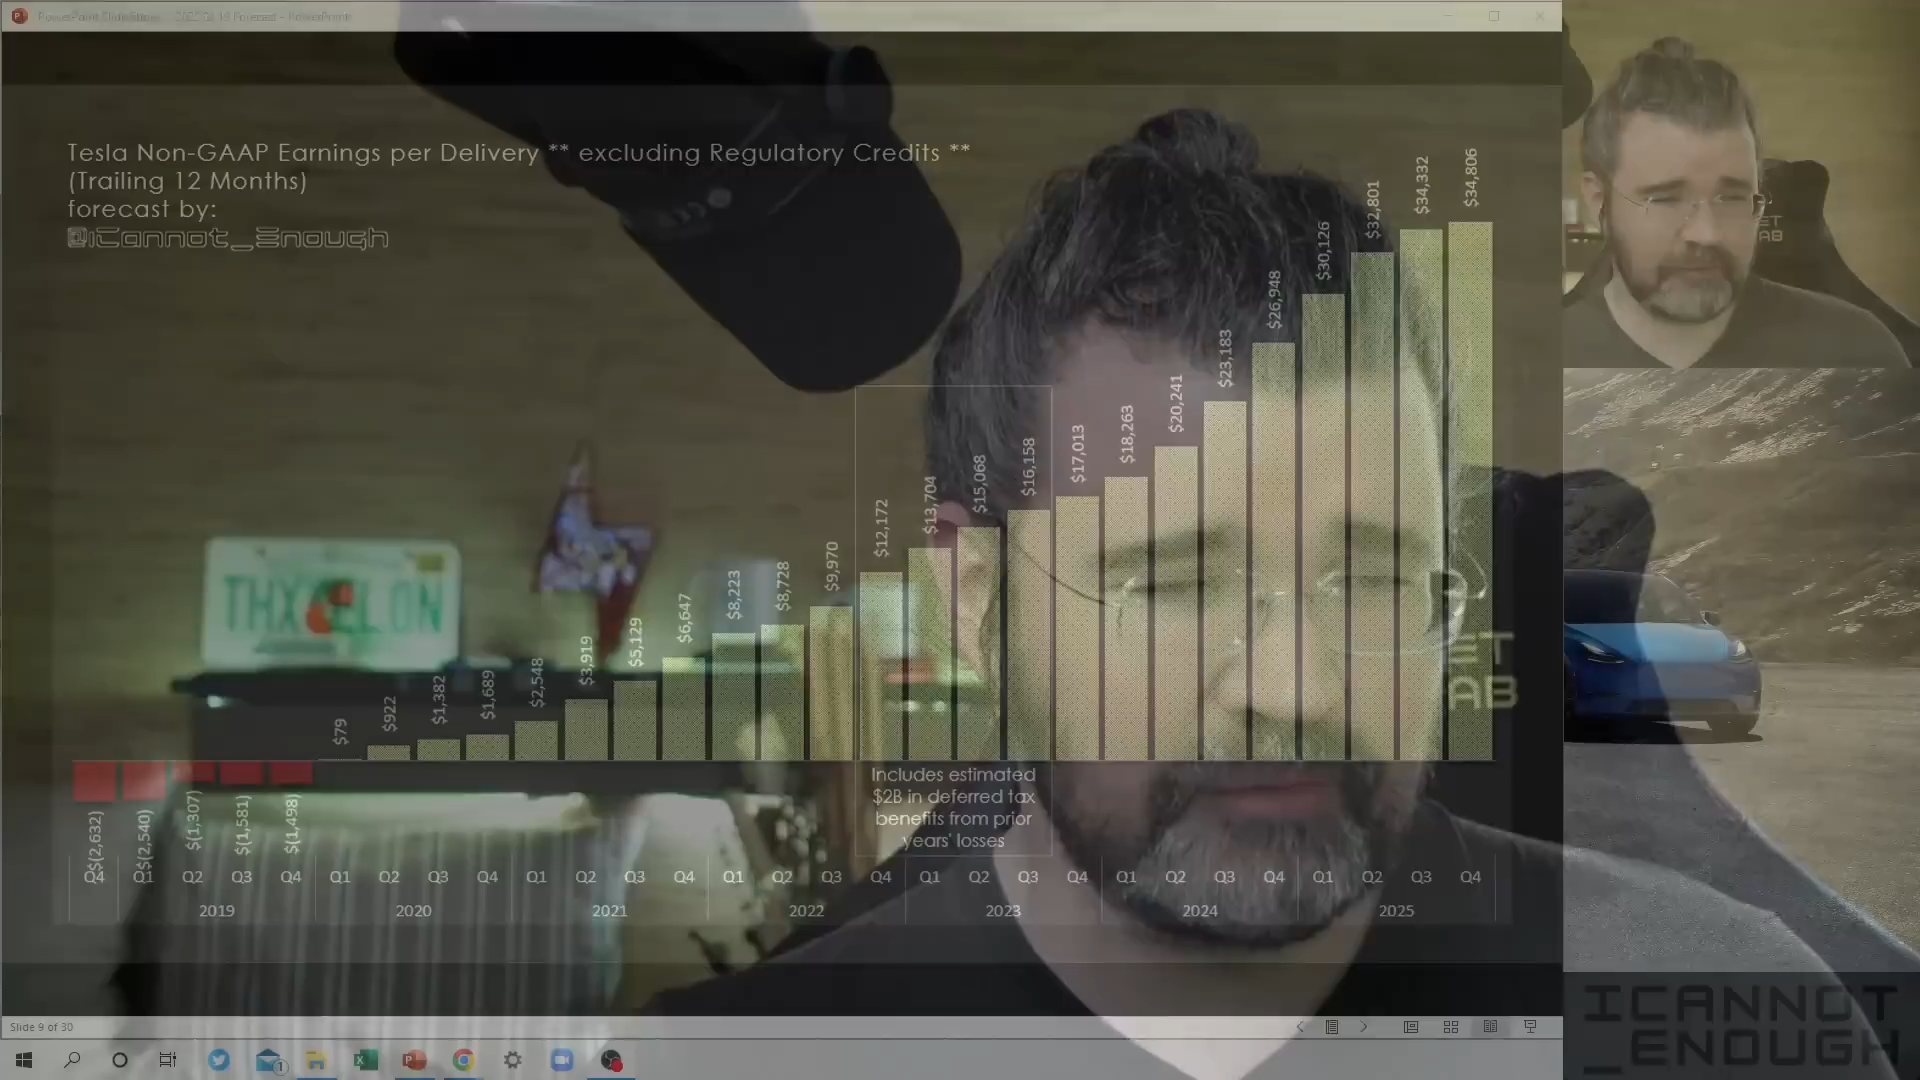 Tesla Non-GAAP Earnings per Delivery ** excluding Regulatory Credits **
(Trailing 12 Months)
forecast by:
@iCannot_Enough
$(2,632)
$(2,540)
$(1,307)
$(1,581)
$(1,498)
$79
$922
$1,382
$1,689
$2,548
$3,919
$5,129
$6,647
$8,223
$8,728
$9,970
$12,172
$13,704
$15,068
$16,158
$17,013
$18,263
$20,241
$23,183
$26,948
$30,126
$32,801
$34,332
$34,806
THX
ON
ET
AB
ET
AB
Includes estimated
$2B in deferred tax
benefits from prior
years' losses
Q4 Q1 Q2 Q3 Q4 Q1 Q2 Q3 Q4 Q1 Q2 Q3 Q4 Q1 Q2 Q3 Q4 Q1 Q2 Q3 Q4 Q1 Q2 Q3 Q4 Q1 Q2 Q3 Q4
2019 2020 2021 2022 2023 2024 2025
Slide 9 of 30
1
ICANNOT
_ENOUGH